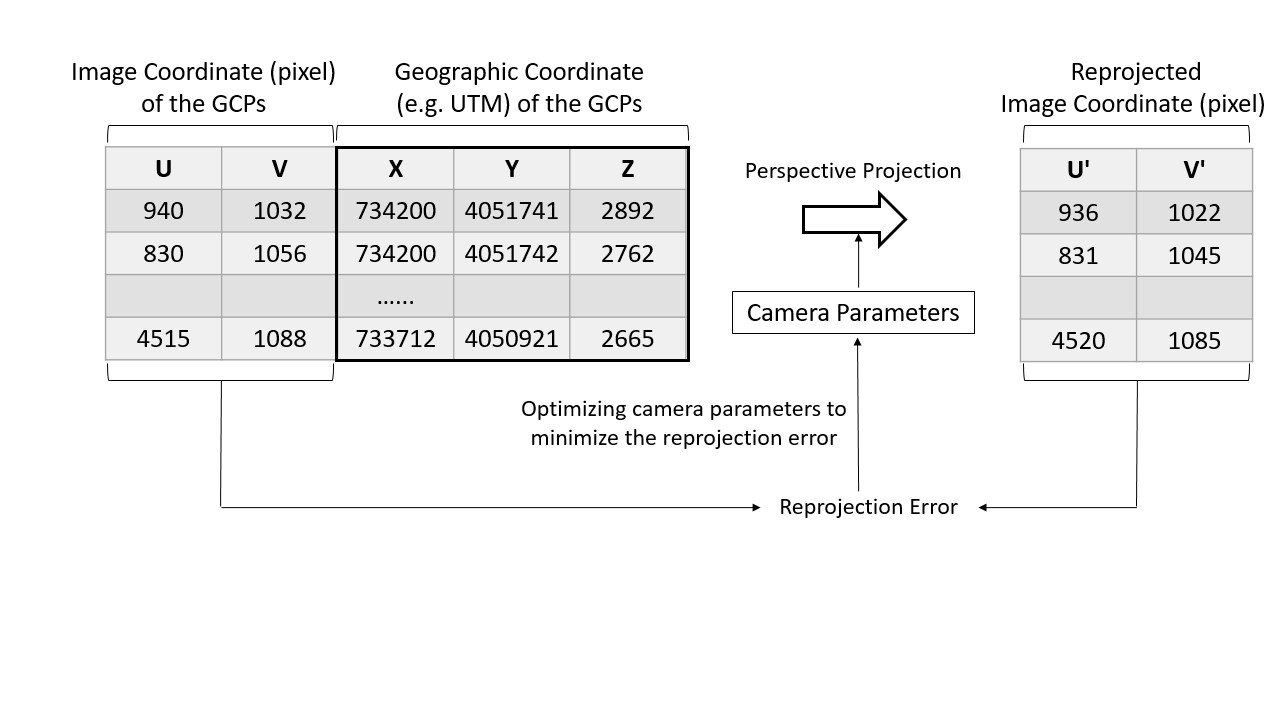 Image Coordinate (pixel)
of the GCPs
Geographic Coordinate
(e.g. UTM) of the GCPs
Reprojected
Image Coordinate (pixel)
U V X Y Z
940 1032 734200 4051741 2892
830 1056 734200 4051742 2762
......
4515 1088 733712 4050921 2665
Perspective Projection
Camera Parameters
U' V'
936 1022
831 1045
4520 1085
Optimizing camera parameters to
minimize the reprojection error
Reprojection Error